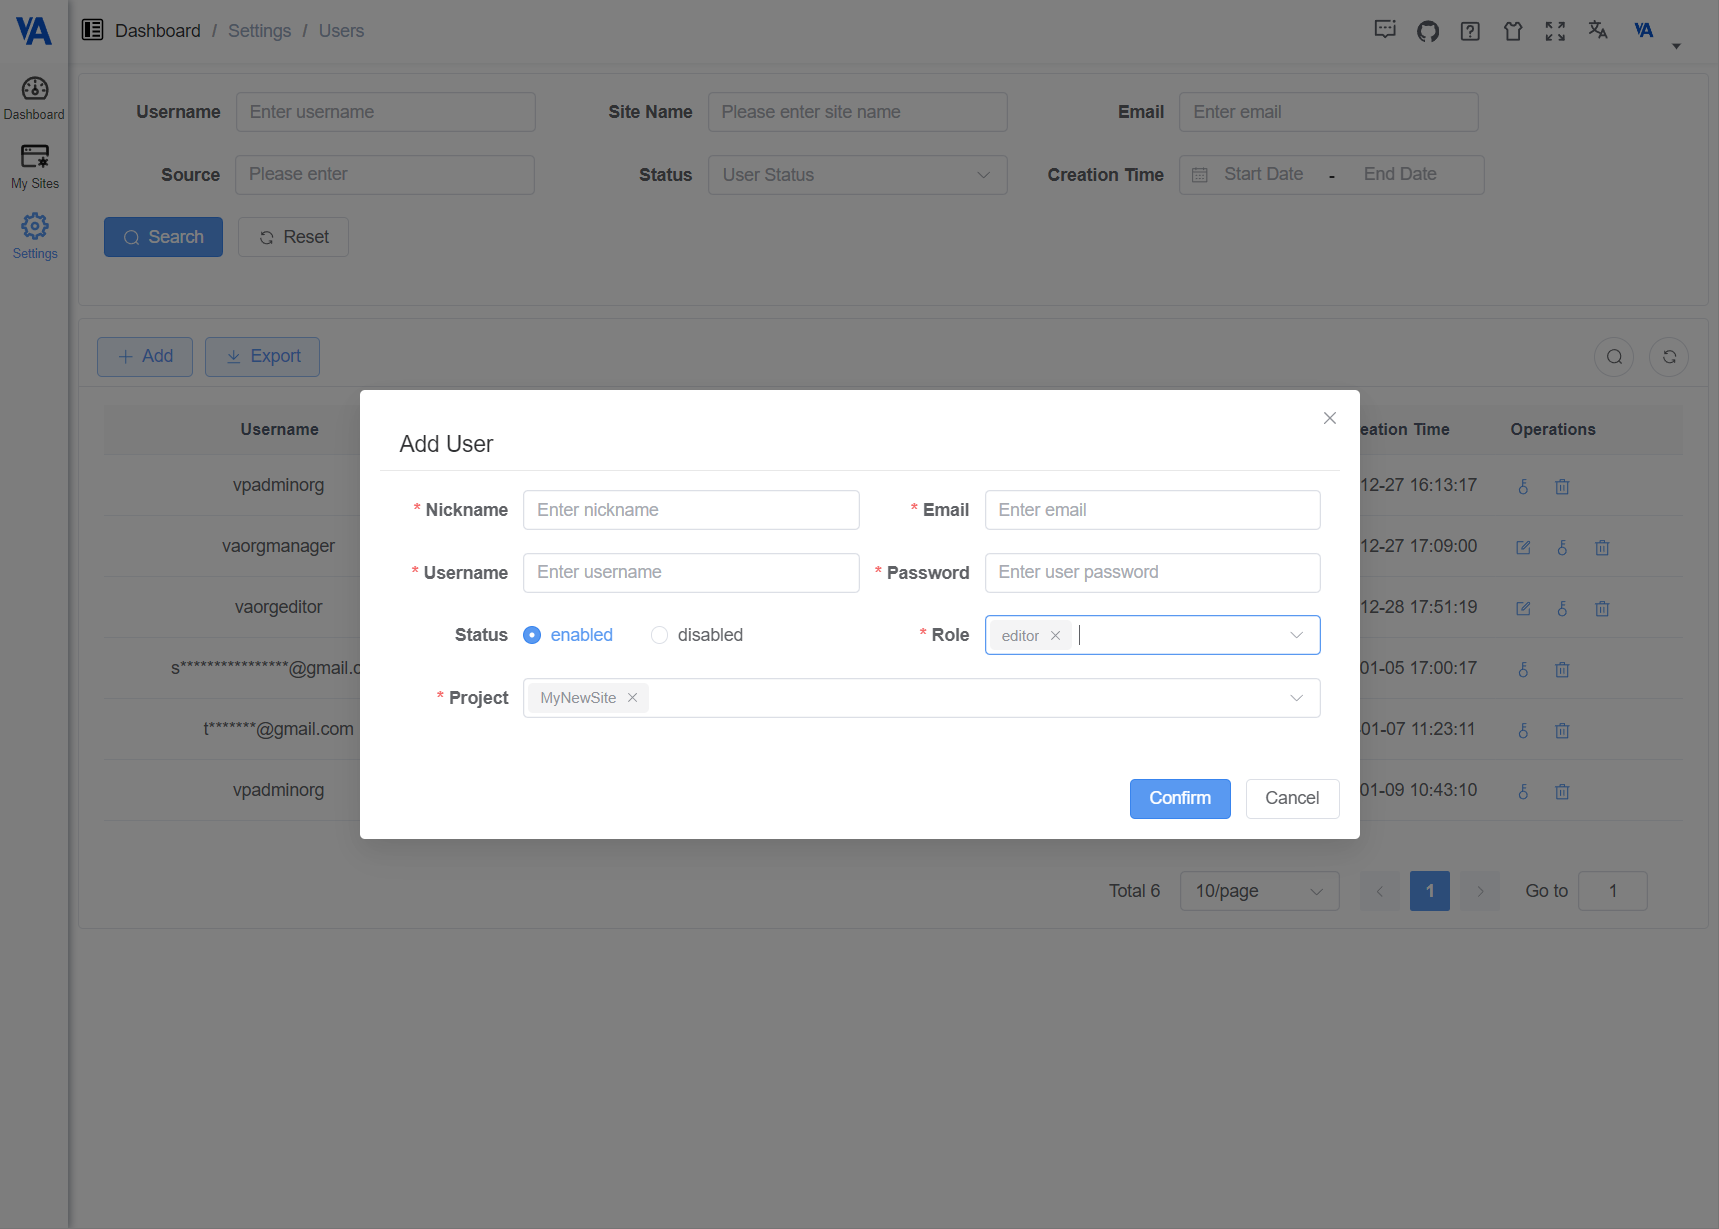 VA
Dashboard / Settings / Users
VA
Dashboard
My Sites
Settings
Username Enter username Site Name Please enter site name Email Enter email
Source Please enter Status User Status Creation Time Start Date - End Date
Search Reset
Add Export
Username eation Time Operations
vpadminorg 12-27 16:13:17
vaorgmanager 12-27 17:09:00
vaorgeditor 12-28 17:51:19
s****************@gmail.c 01-05 17:00:17
t*******@gmail.com 01-07 11:23:11
vpadminorg 01-09 10:43:10
Add User
* Nickname Enter nickname * Email Enter email
* Username Enter username * Password Enter user password
Status enabled disabled * Role editor
* Project MyNewSite
Confirm Cancel
Total 6 10/page 1 Go to 1